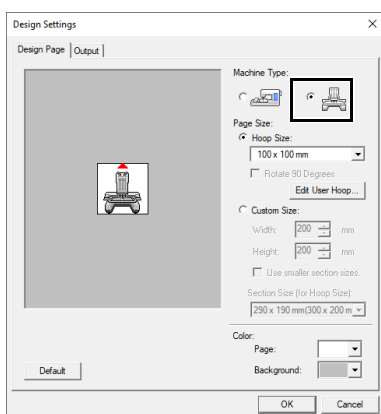 Design Settings
Design Page
Output
Machine Type:
Page Size:
Hoop Size:
100 x 100 mm
Rotate 90 Degrees
Edit User Hoop...
Custom Size:
Width: 200 mm
Height: 200 mm
Use smaller section sizes.
Section Size (for Hoop Size):
290 x 190 mm(300 x 200 m
Color:
Page:
Background:
Default
OK
Cancel